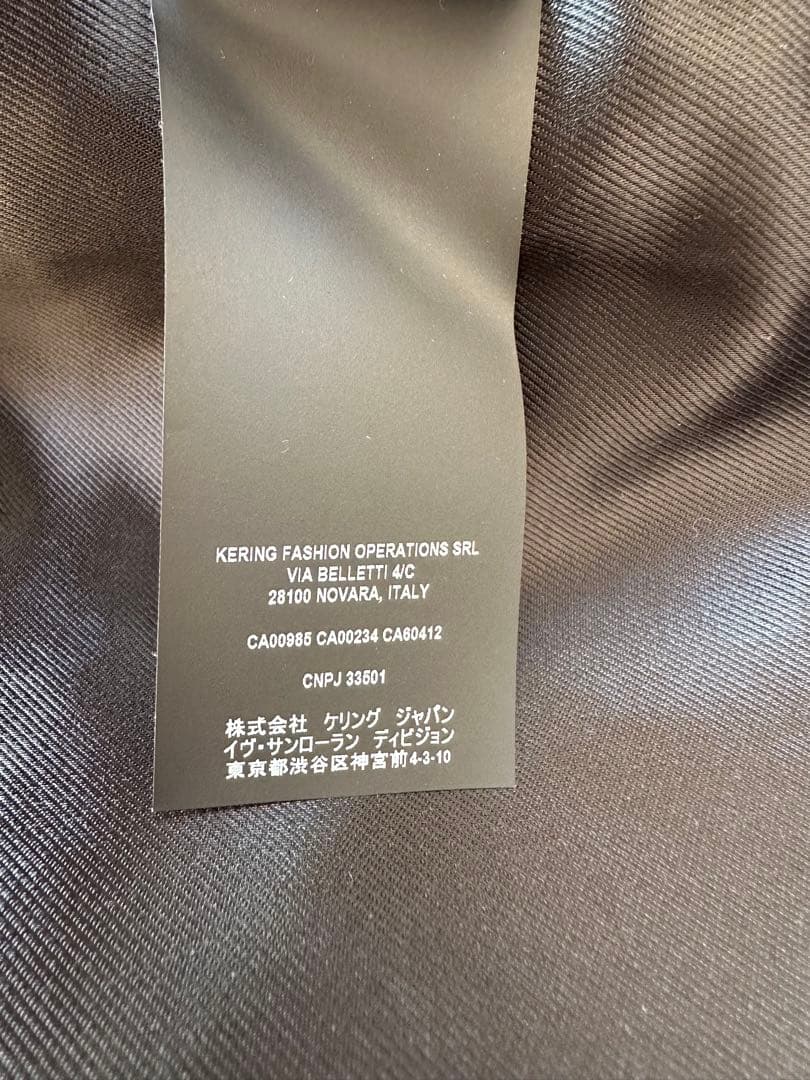 KERING FASHION OPERATIONS SRL
VIA BELLETTI 4/C
28100 NOVARA, ITALY
CA00985 CA00234 CA60412
CNPJ 33501
株式会社 ケリング ジャパン
イヴ・サンローラン ディビジョン
東京都渋谷区神宮前4-3-10